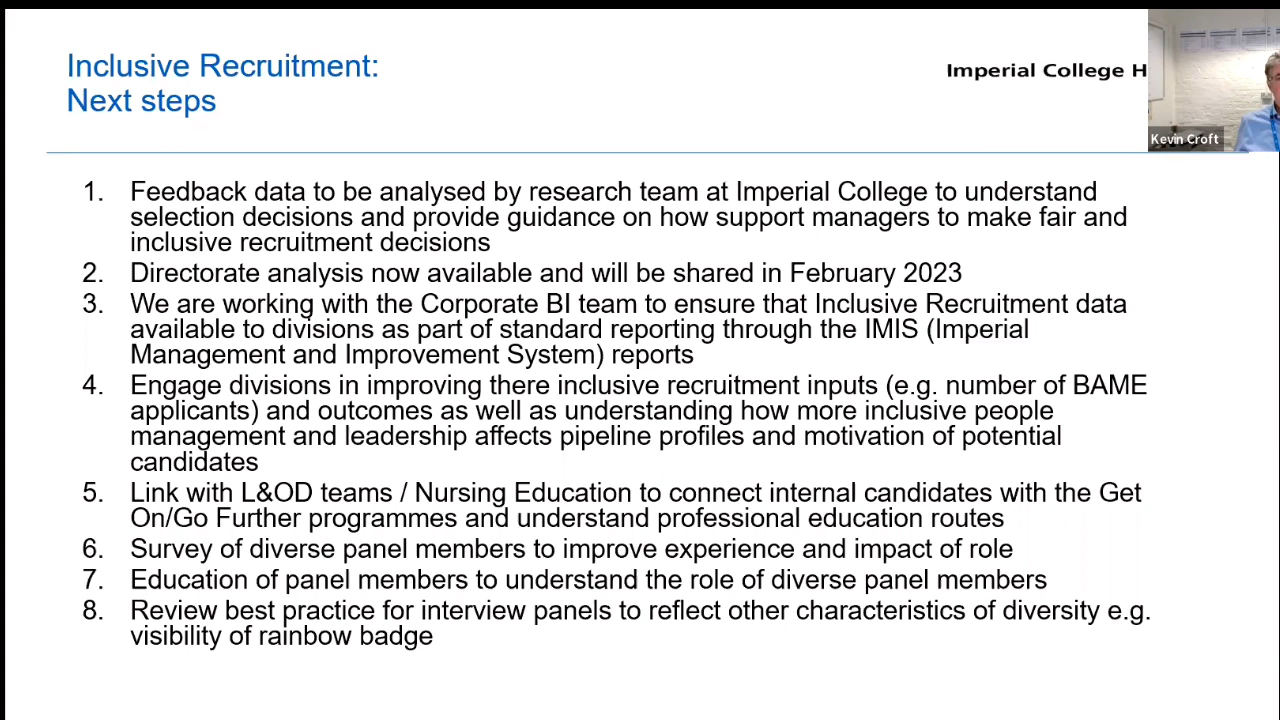 Inclusive Recruitment:
Next steps
Imperial College H
Kevin Croft
1. Feedback data to be analysed by research team at Imperial College to understand
selection decisions and provide guidance on how support managers to make fair and
inclusive recruitment decisions
2. Directorate analysis now available and will be shared in February 2023
3. We are working with the Corporate BI team to ensure that Inclusive Recruitment data
available to divisions as part of standard reporting through the IMIS (Imperial
Management and Improvement System) reports
4. Engage divisions in improving there inclusive recruitment inputs (e.g. number of BAME
applicants) and outcomes as well as understanding how more inclusive people
management and leadership affects pipeline profiles and motivation of potential
candidates
5. Link with L&OD teams / Nursing Education to connect internal candidates with the Get
On/Go Further programmes and understand professional education routes
6. Survey of diverse panel members to improve experience and impact of role
7. Education of panel members to understand the role of diverse panel members
8. Review best practice for interview panels to reflect other characteristics of diversity e.g.
visibility of rainbow badge